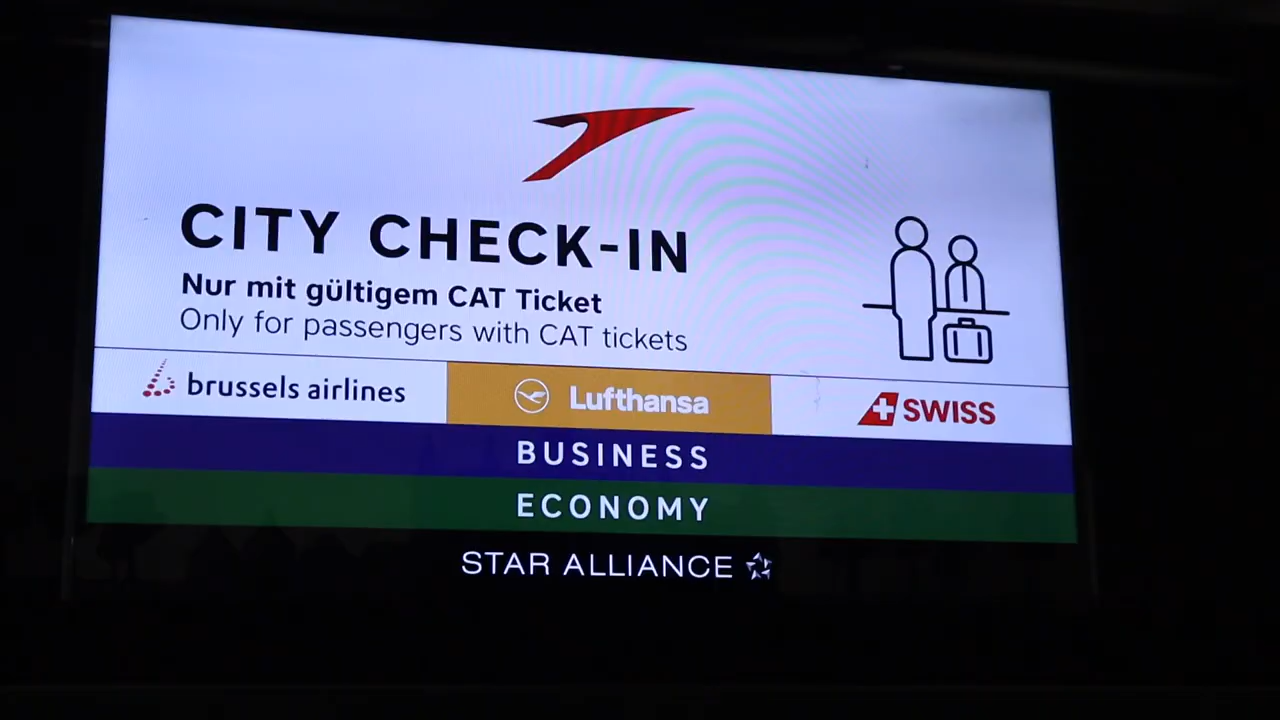 CITY CHECK-IN
Nur mit gültigem CAT Ticket
Only for passengers with CAT tickets
brussels airlines
Lufthansa
SWISS
BUSINESS
ECONOMY
STAR ALLIANCE